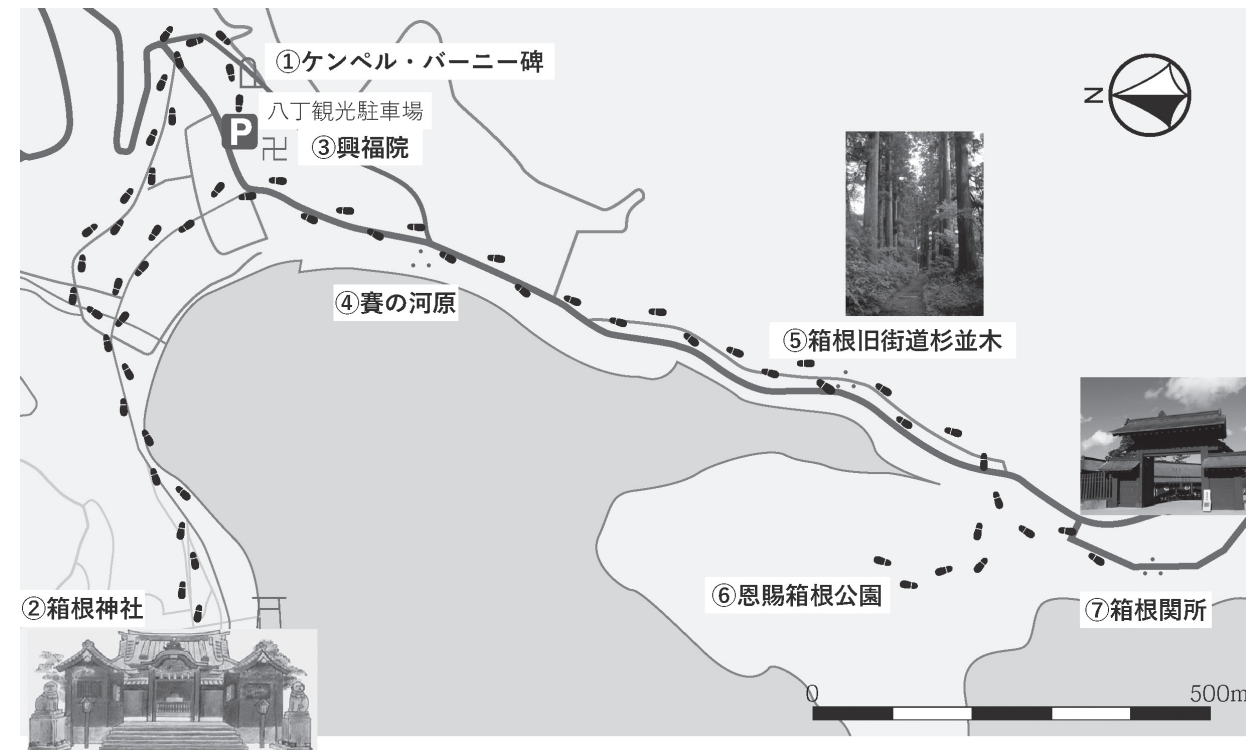 ①ケンペル・バーニー碑
八丁観光駐車場
P
卍
③興福院
N
④賽の河原
⑤箱根旧街道杉並木
②箱根神社
⑥恩賜箱根公園
⑦箱根関所
0
500m